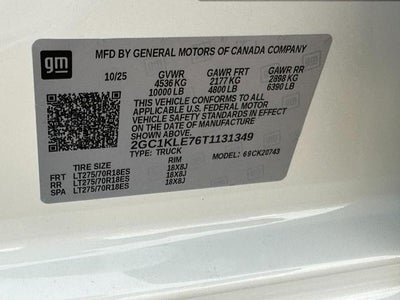 gm
MFD BY GENERAL MOTORS OF CANADA COMPANY
10/25 GVWR GAWR FRT GAWR RR
4536 KG 2177 KG 2898 KG
10000 LB 4800 LB 6390 LB
THIS VEHICLE CONFORMS TO ALL
APPLICABLE U.S. FEDERAL MOTOR
VEHICLE SAFETY STANDARDS IN EFFECT ON
THE DATE OF MANUFACTURE
SHOWN ABOVE
2GC1KLE76T1131349
TYPE: TRUCK MODEL: 69CK20743
TIRE SIZE RIM
FRT LT275/70R18ES 18X8J
RR LT275/70R18ES 18X8J
SPA LT275/70R18ES 18X8J